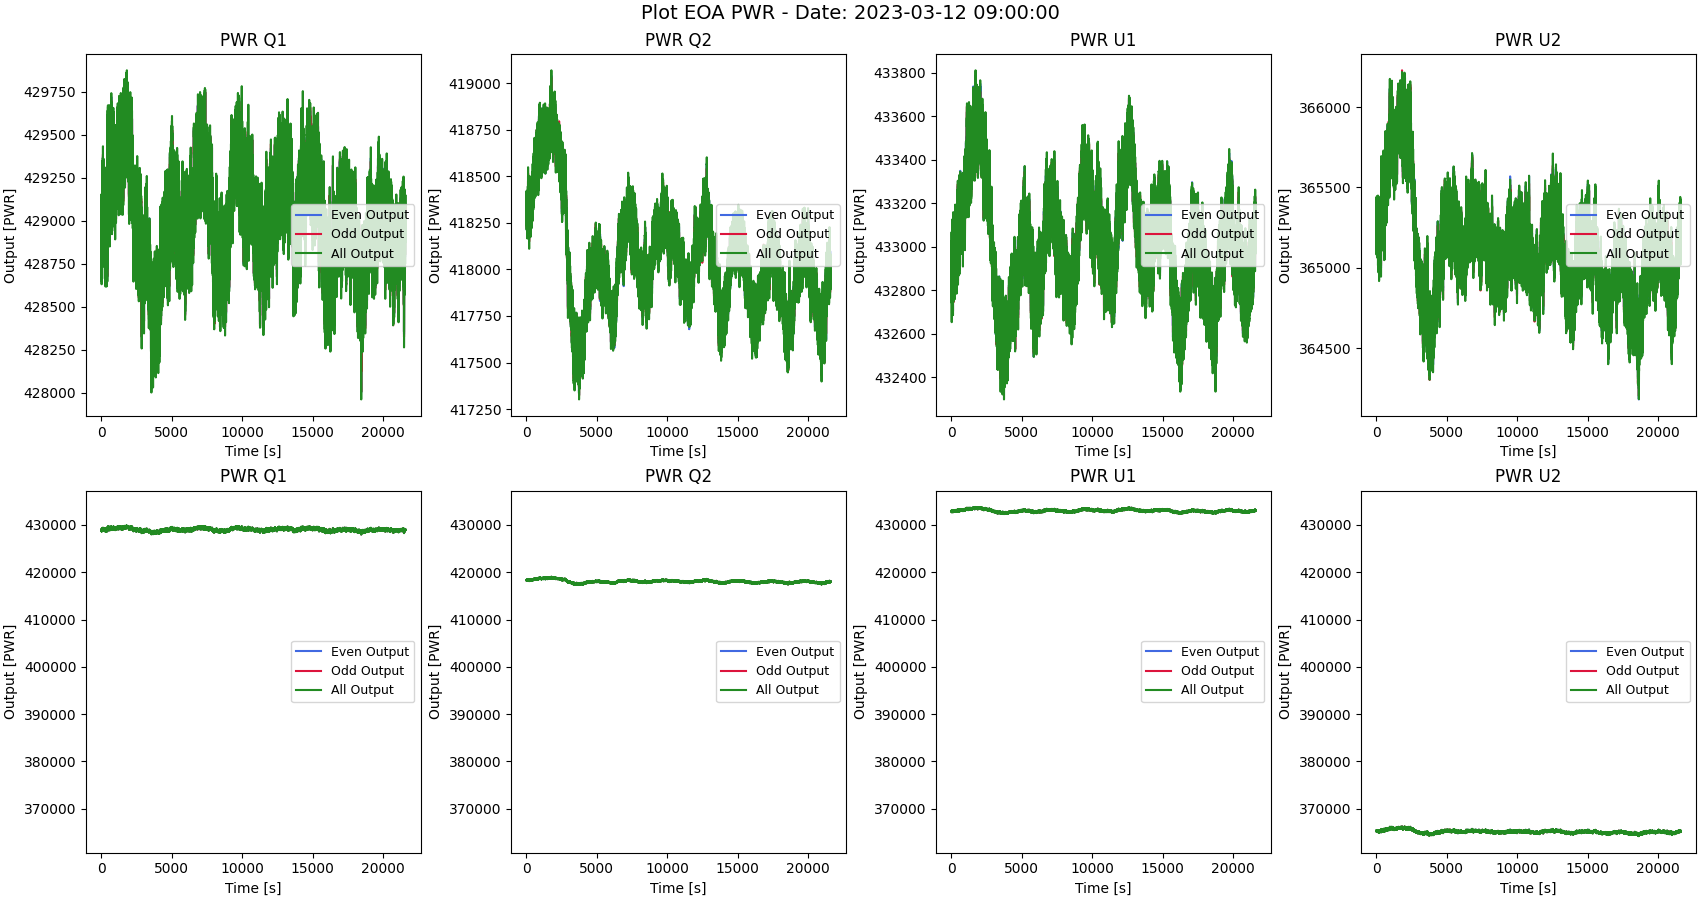 Plot EOA PWR - Date: 2023-03-12 09:00:00
PWR Q1
Output [PWR]
429750
429500
429250
429000
428750
428500
428250
428000
Even Output
Odd Output
All Output
0 5000 10000 15000 20000
Time [s]
PWR Q2
Output [PWR]
419000
418750
418500
418250
418000
417750
417500
417250
Even Output
Odd Output
All Output
0 5000 10000 15000 20000
Time [s]
PWR U1
Output [PWR]
433800
433600
433400
433200
433000
432800
432600
432400
Even Output
Odd Output
All Output
0 5000 10000 15000 20000
Time [s]
PWR U2
Output [PWR]
366000
365500
365000
364500
Even Output
Odd Output
All Output
0 5000 10000 15000 20000
Time [s]
PWR Q1
Output [PWR]
430000
420000
410000
400000
390000
380000
370000
Even Output
Odd Output
All Output
0 5000 10000 15000 20000
Time [s]
PWR Q2
Output [PWR]
430000
420000
410000
400000
390000
380000
370000
Even Output
Odd Output
All Output
0 5000 10000 15000 20000
Time [s]
PWR U1
Output [PWR]
430000
420000
410000
400000
390000
380000
370000
Even Output
Odd Output
All Output
0 5000 10000 15000 20000
Time [s]
PWR U2
Output [PWR]
430000
420000
410000
400000
390000
380000
370000
Even Output
Odd Output
All Output
0 5000 10000 15000 20000
Time [s]